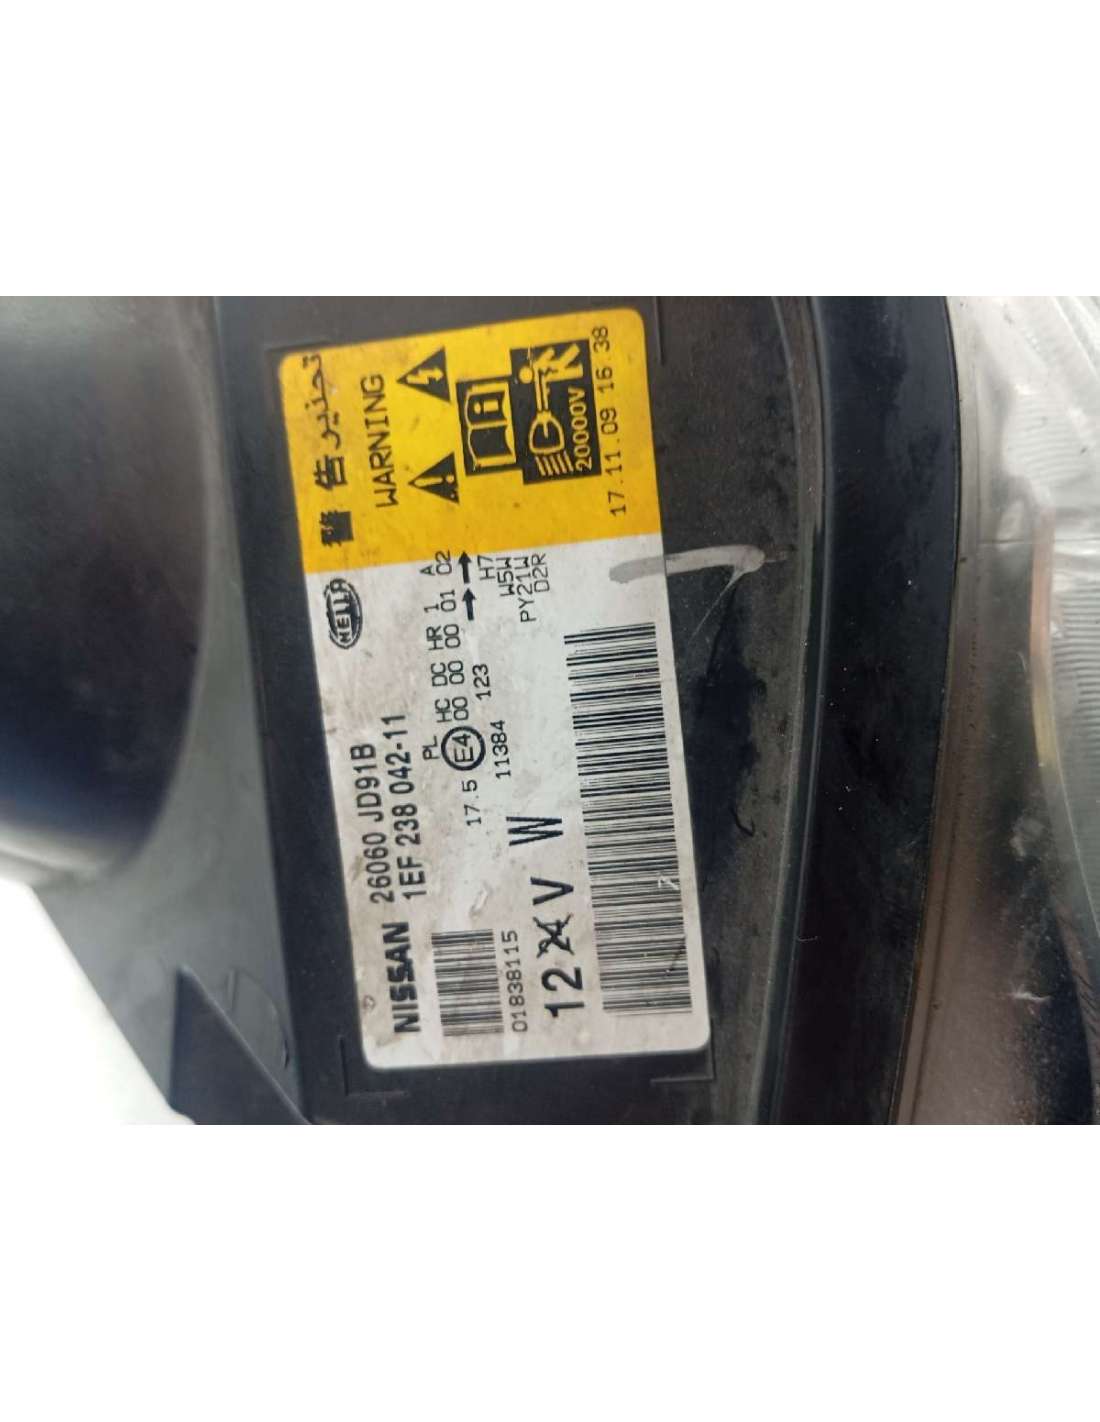 NISSAN 26060 JD91B
1EF 238 042-11
HELLA
警告 تحذير
WARNING
20000V
17.11.09 16 38
PL HC DC HR 1 A
17.5 E4 00 00 00 01 02
→ →
11384 123
H7
W5W
PY21W
D2R
01838115
12 24 V W